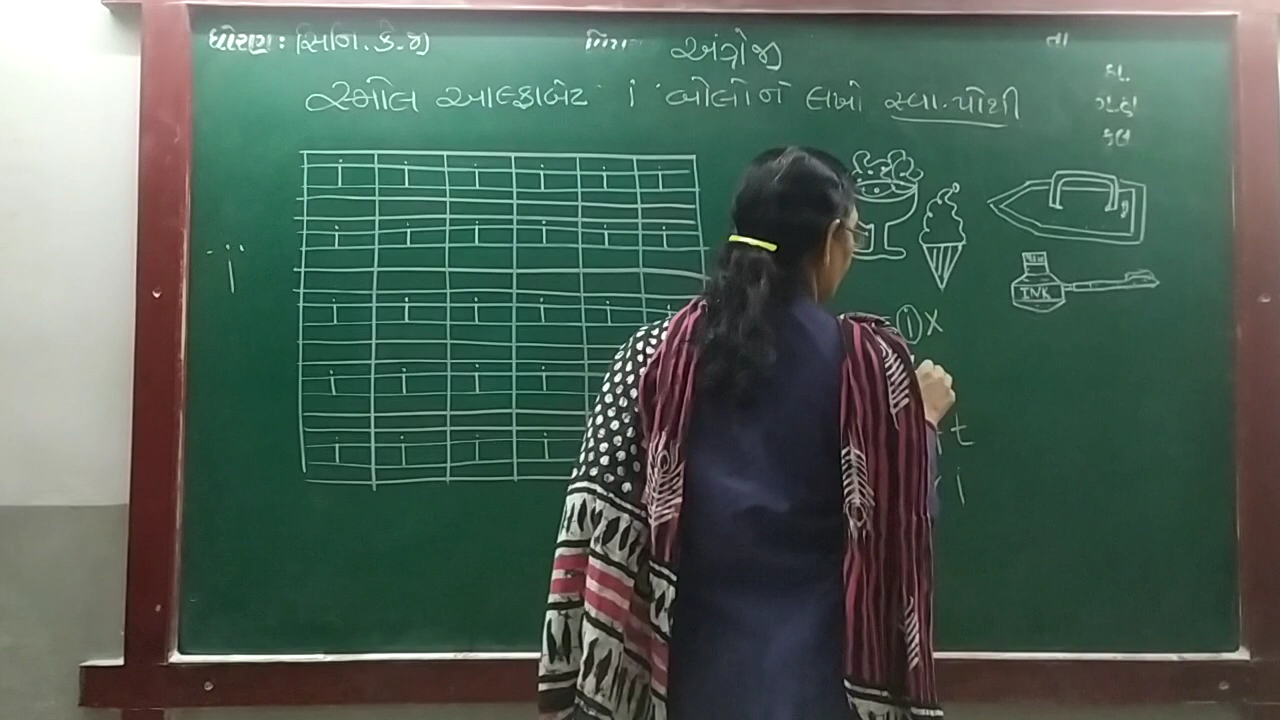 ધોરણ : સિનિ. કે. જી
વિષય અંગ્રેજી
તા
હા.
ગે.હા
કુલ
સ્મોલ આલ્ફાબેટ i બોલીને લખો સ્વા.પોથી
i i i i i i
i i i i i i
i
i i i i i i
i i i i
i i i i
INK
i x
t
i